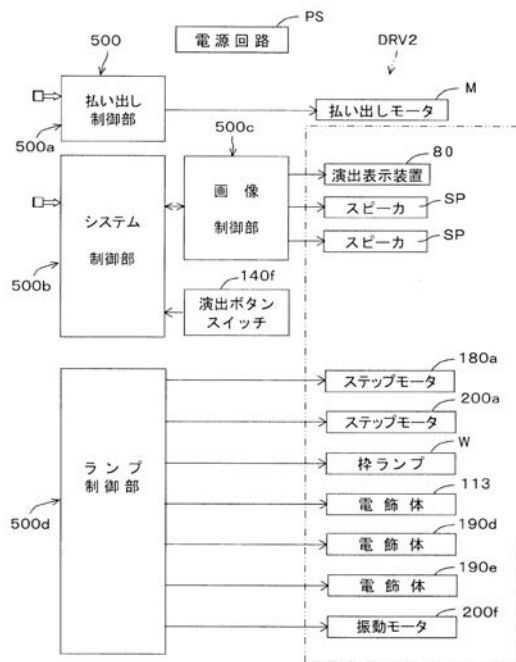 PS
500
電源回路
DRV2
払い出し
制御部
M
払い出しモータ
500a
500c
80
演出表示装置
画像
制御部
SP
スピーカ
SP
スピーカ
システム
制御部
500b
140f
演出ボタン
スイッチ
180a
ステップモータ
200a
ステップモータ
W
枠ランプ
ランプ
制御部
500d
113
電飾体
190d
電飾体
190e
電飾体
200f
振動モータ